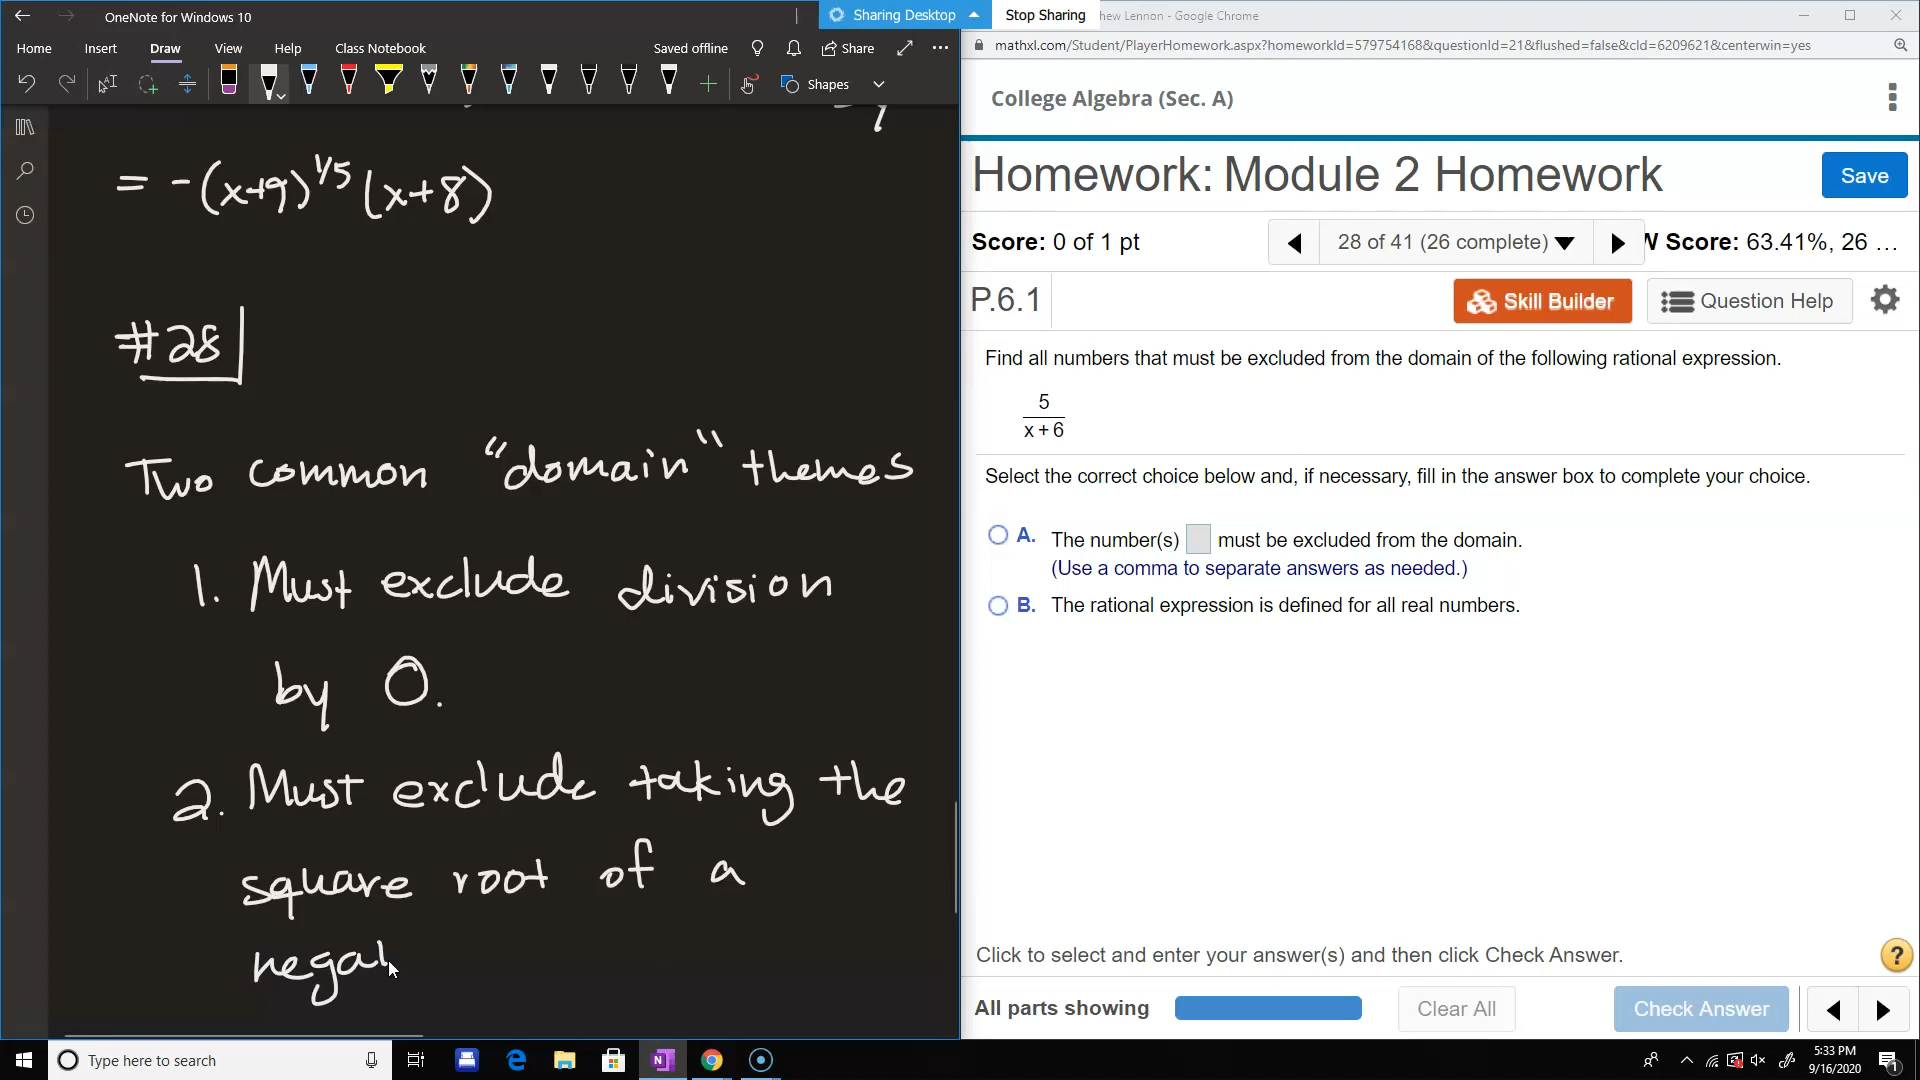 OneNote for Windows 10
Sharing Desktop
Stop Sharing
hew Lennon - Google Chrome
Home Insert Draw View Help Class Notebook
Saved offline
Share
mathxl.com/Student/PlayerHomework.aspx?homeworkId=579754168&questionId=21&flushed=false&cId=6209621&centerwin=yes
Shapes
= -(x+9)^1/5 (x+8)
#28
Two common "domain" themes
1. Must exclude division
by 0.
2. Must exclude taking the
square root of a
negat
College Algebra (Sec. A)
Homework: Module 2 Homework
Save
Score: 0 of 1 pt
28 of 41 (26 complete)
W Score: 63.41%, 26 ...
P.6.1
Skill Builder
Question Help
Find all numbers that must be excluded from the domain of the following rational expression.
5
x + 6
Select the correct choice below and, if necessary, fill in the answer box to complete your choice.
A. The number(s) must be excluded from the domain.
(Use a comma to separate answers as needed.)
B. The rational expression is defined for all real numbers.
Click to select and enter your answer(s) and then click Check Answer.
?
All parts showing
Clear All
Check Answer
Type here to search
5:33 PM
9/16/2020
1